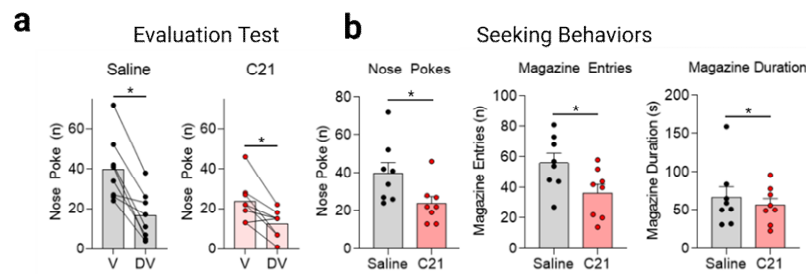 a
Evaluation Test
b
Seeking Behaviors
Saline
C21
Nose Pokes
Magazine Entries
Magazine Duration
*
*
*
*
*
Nose Poke (n)
60
40
20
0
V DV
Nose Poke (n)
60
40
20
0
V DV
Nose Poke (n)
80
60
40
20
0
Saline C21
Magazine Entries (n)
100
80
60
40
20
0
Saline C21
Magazine Duration (s)
200
150
100
50
0
Saline C21